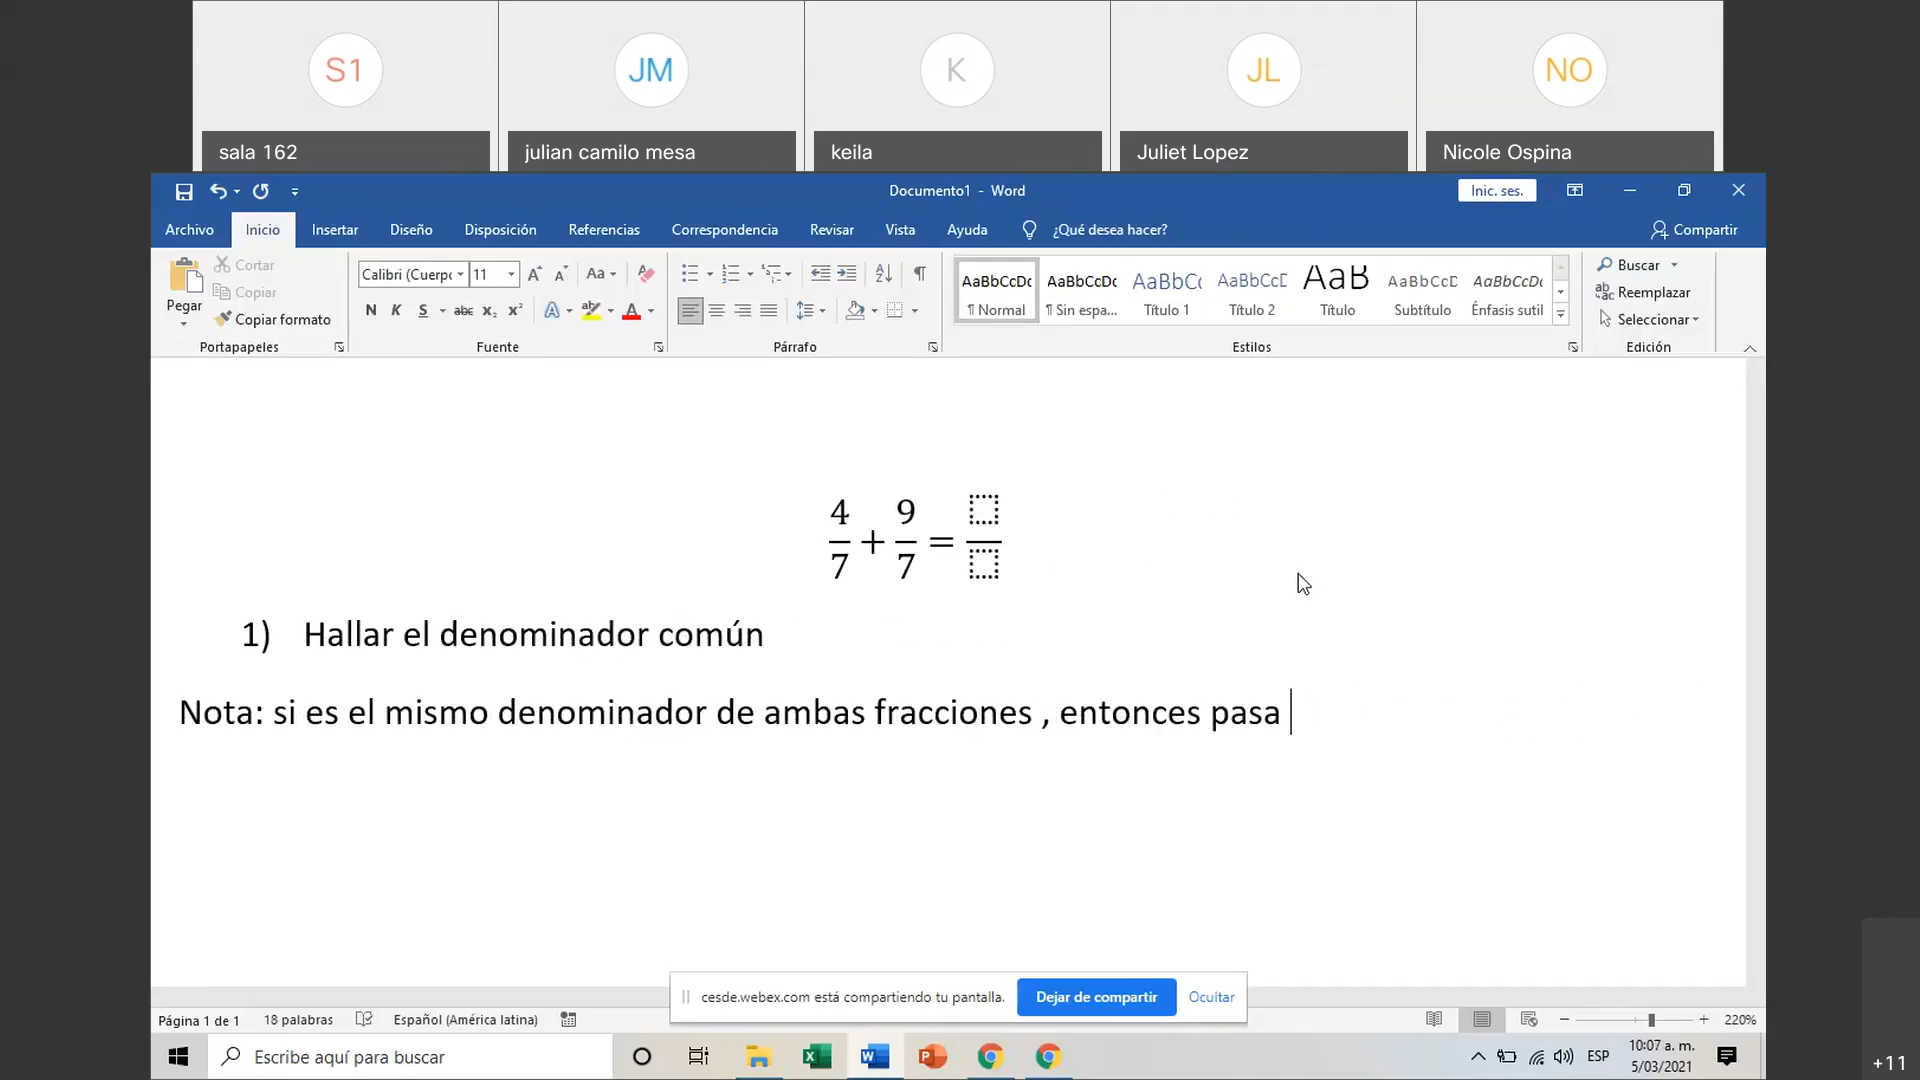 S1 JM K JL NO
sala 162 julian camilo mesa keila Juliet Lopez Nicole Ospina
Documento1 - Word Inic. ses.
Archivo Inicio Insertar Diseño Disposición Referencias Correspondencia Revisar Vista Ayuda ¿Qué desea hacer? Compartir
Pegar Cortar Copiar Copiar formato
Calibri (Cuerpo 11 Aa
N K S abc x₂ x² A A
AaBbCcDc AaBbCcDc AaBbCc AaBbCcD AaB AaBbCcD AaBbCcDc
¶ Normal ¶ Sin espa... Título 1 Título 2 Título Subtítulo Énfasis sutil
Buscar
Reemplazar
Seleccionar
Portapapeles Fuente Párrafo Estilos Edición
4/7 + 9/7 =
1) Hallar el denominador común
Nota: si es el mismo denominador de ambas fracciones , entonces pasa
cesde.webex.com está compartiendo tu pantalla. Dejar de compartir Ocultar
Página 1 de 1 18 palabras Español (América latina) 220%
Escribe aquí para buscar ESP 10:07 a. m.
5/03/2021
+11